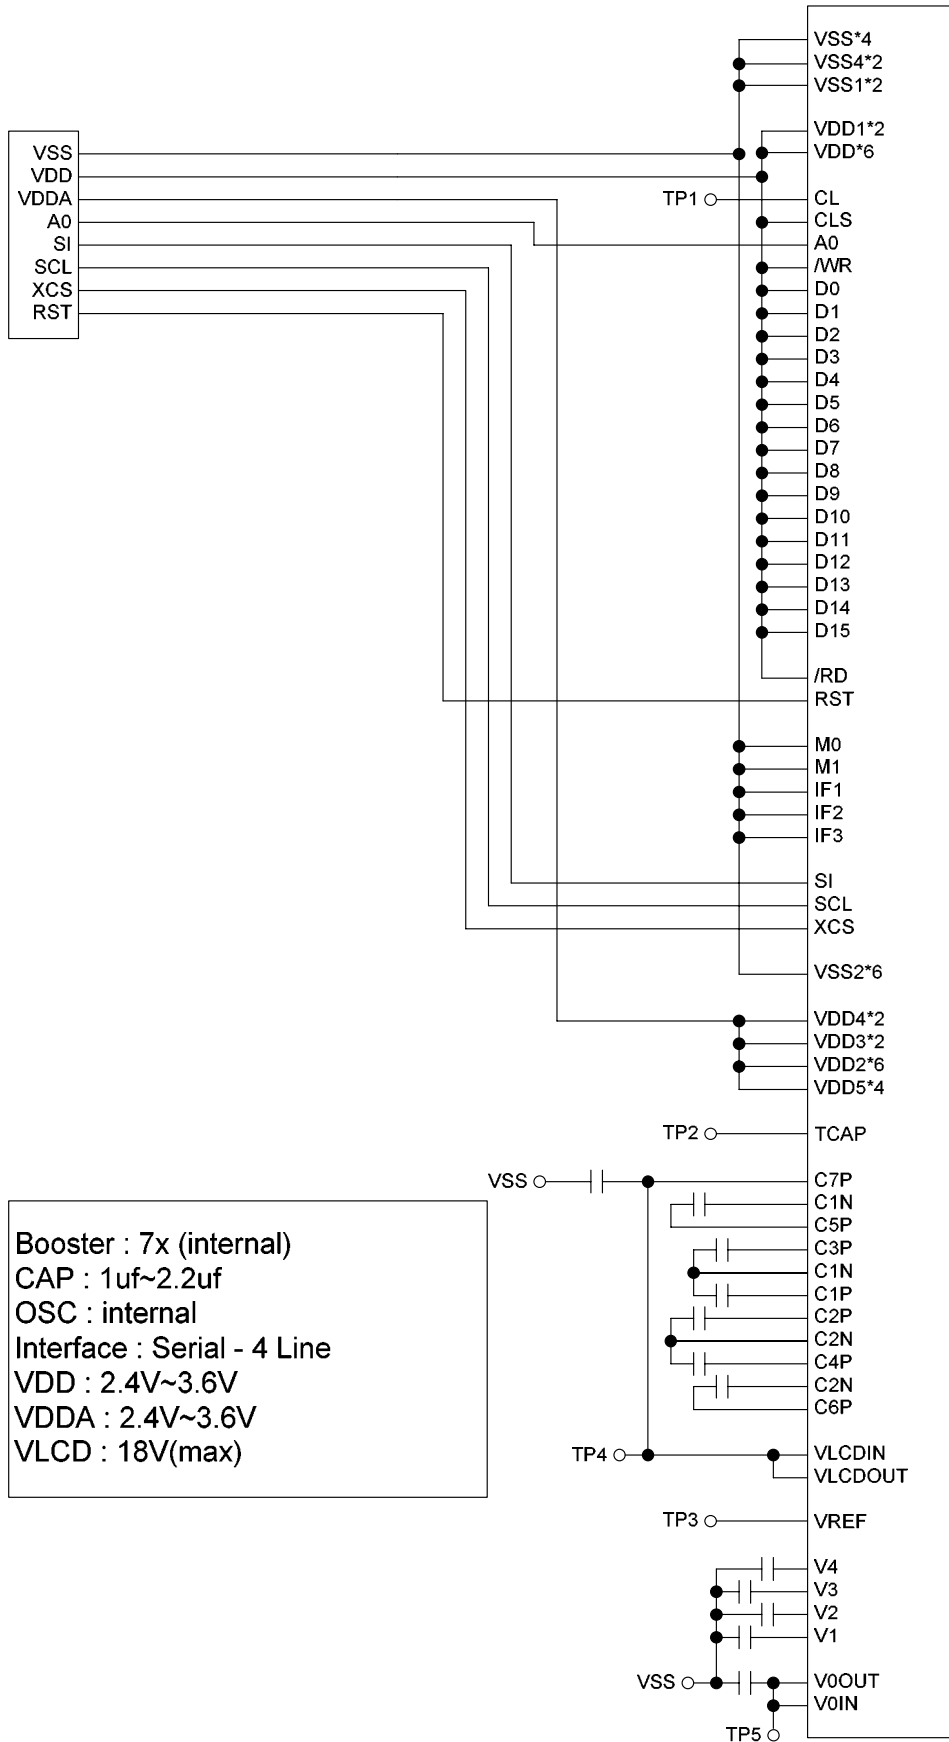 VSS*4
VSS4*2
VSS1*2
VDD1*2
VDD*6
VSS
VDD
VDDA
A0
SI
SCL
XCS
RST
TP1
CL
CLS
A0
/WR
D0
D1
D2
D3
D4
D5
D6
D7
D8
D9
D10
D11
D12
D13
D14
D15
/RD
RST
M0
M1
IF1
IF2
IF3
SI
SCL
XCS
VSS2*6
VDD4*2
VDD3*2
VDD2*6
VDD5*4
TP2
TCAP
VSS
C7P
C1N
C5P
C3P
C1N
C1P
C2P
C2N
C4P
C2N
C6P
Booster : 7x (internal)
CAP : 1uf~2.2uf
OSC : internal
Interface : Serial - 4 Line
VDD : 2.4V~3.6V
VDDA : 2.4V~3.6V
VLCD : 18V(max)
TP4
VLCDIN
VLCDOUT
TP3
VREF
V4
V3
V2
V1
VSS
V0OUT
V0IN
TP5